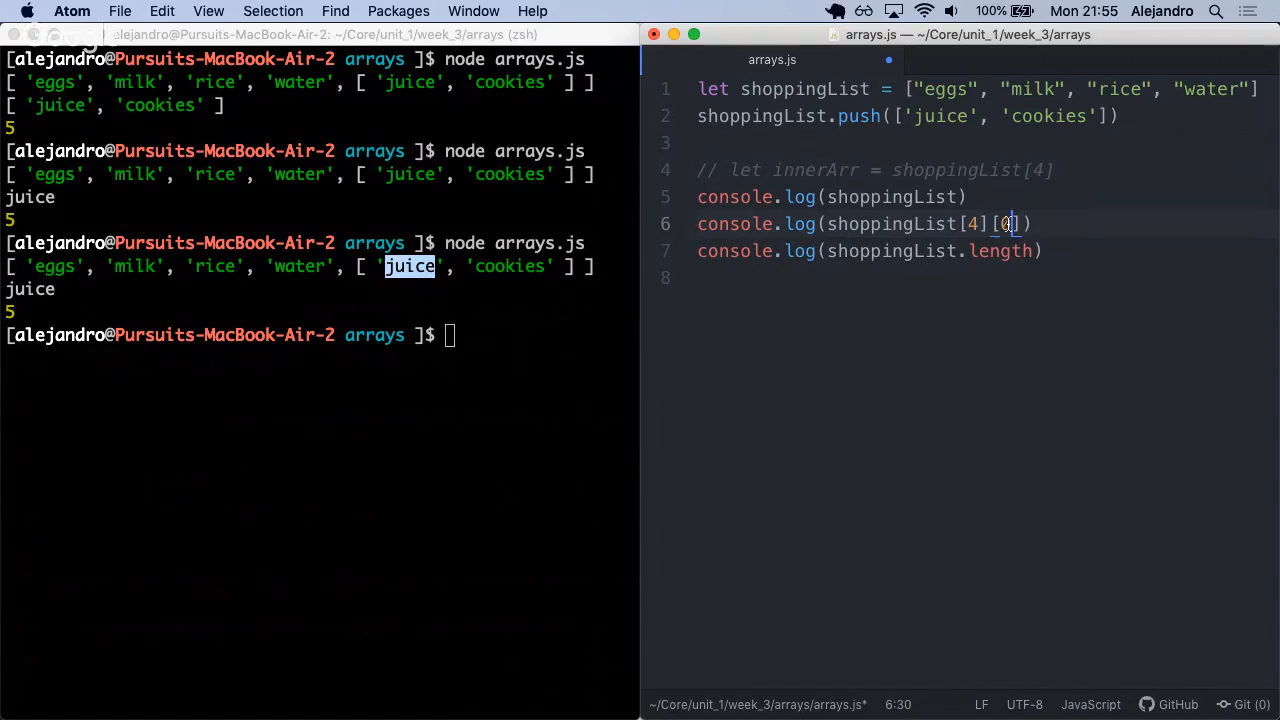 Atom File Edit View Selection Find Packages Window Help 100% Mon 21:55 Alejandro
alejandro@Pursuits-MacBook-Air-2: ~/Core/unit_1/week_3/arrays (zsh)
[alejandro@Pursuits-MacBook-Air-2 arrays ]$ node arrays.js
[ 'eggs', 'milk', 'rice', 'water', [ 'juice', 'cookies' ] ]
[ 'juice', 'cookies' ]
5
[alejandro@Pursuits-MacBook-Air-2 arrays ]$ node arrays.js
[ 'eggs', 'milk', 'rice', 'water', [ 'juice', 'cookies' ] ]
juice
5
[alejandro@Pursuits-MacBook-Air-2 arrays ]$ node arrays.js
[ 'eggs', 'milk', 'rice', 'water', [ 'juice', 'cookies' ] ]
juice
5
[alejandro@Pursuits-MacBook-Air-2 arrays ]$
arrays.js — ~/Core/unit_1/week_3/arrays
arrays.js
1 let shoppingList = ["eggs", "milk", "rice", "water"]
2 shoppingList.push(['juice', 'cookies'])
3
4 // let innerArr = shoppingList[4]
5 console.log(shoppingList)
6 console.log(shoppingList[4][0])
7 console.log(shoppingList.length)
8
~/Core/unit_1/week_3/arrays/arrays.js* 6:30 LF UTF-8 JavaScript GitHub Git (0)